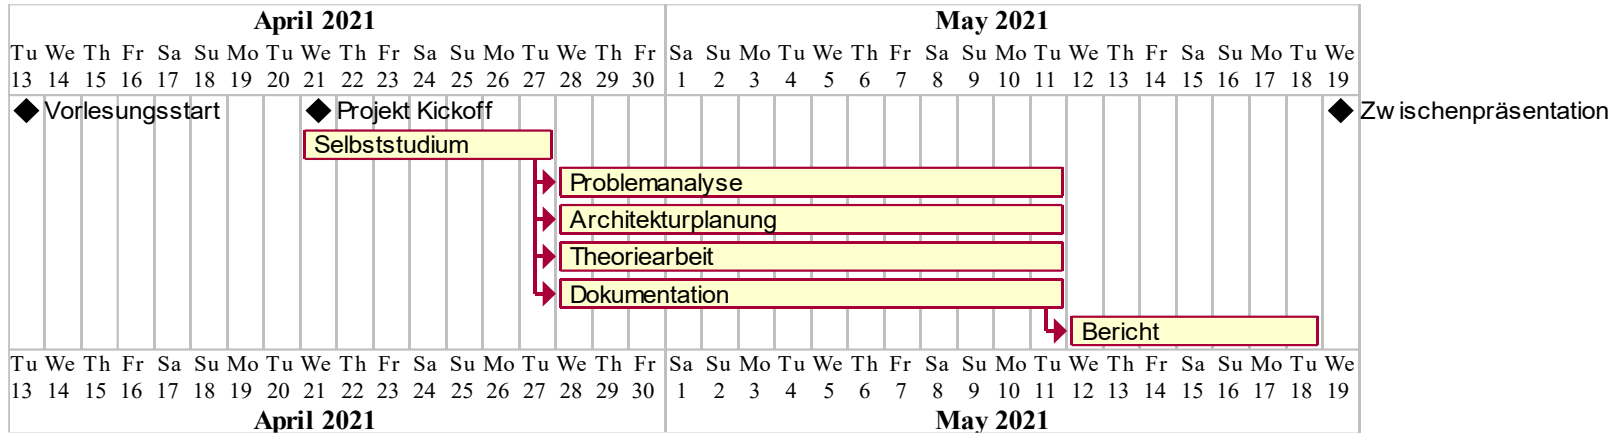 April 2021 May 2021
Tu We Th Fr Sa Su Mo Tu We Th Fr Sa Su Mo Tu We Th Fr Sa Su Mo Tu We Th Fr Sa Su Mo Tu We Th Fr Sa Su Mo Tu We
13 14 15 16 17 18 19 20 21 22 23 24 25 26 27 28 29 30 1 2 3 4 5 6 7 8 9 10 11 12 13 14 15 16 17 18 19
Vorlesungsstart Projekt Kickoff Zwischenpräsentation
Selbststudium
Problemanalyse
Architekturplanung
Theoriearbeit
Dokumentation
Bericht
Tu We Th Fr Sa Su Mo Tu We Th Fr Sa Su Mo Tu We Th Fr Sa Su Mo Tu We Th Fr Sa Su Mo Tu We Th Fr Sa Su Mo Tu We
13 14 15 16 17 18 19 20 21 22 23 24 25 26 27 28 29 30 1 2 3 4 5 6 7 8 9 10 11 12 13 14 15 16 17 18 19
April 2021 May 2021